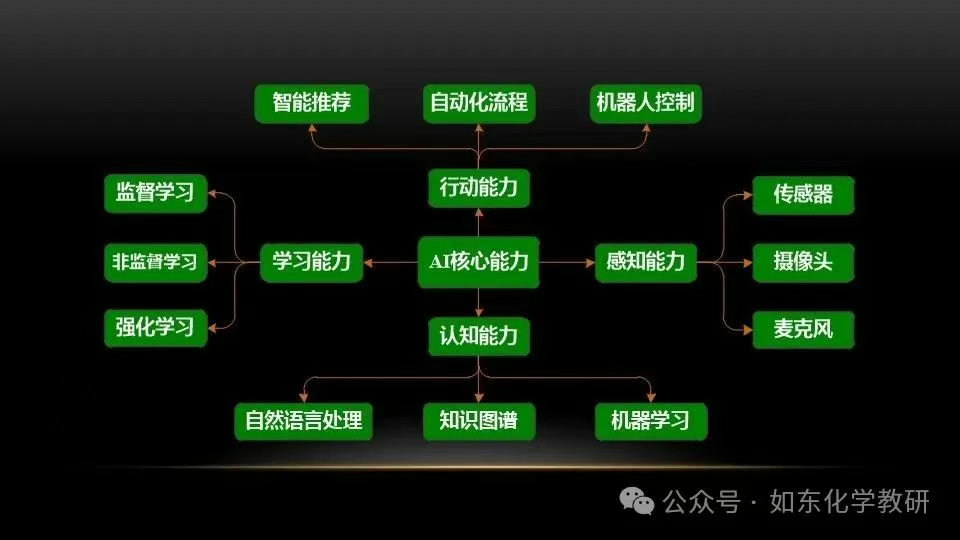 智能推荐
自动化流程
机器人控制
行动能力
监督学习
传感器
非监督学习
学习能力
AI核心能力
感知能力
摄像头
强化学习
认知能力
麦克风
自然语言处理
知识图谱
机器学习
公众号·如东化学教研